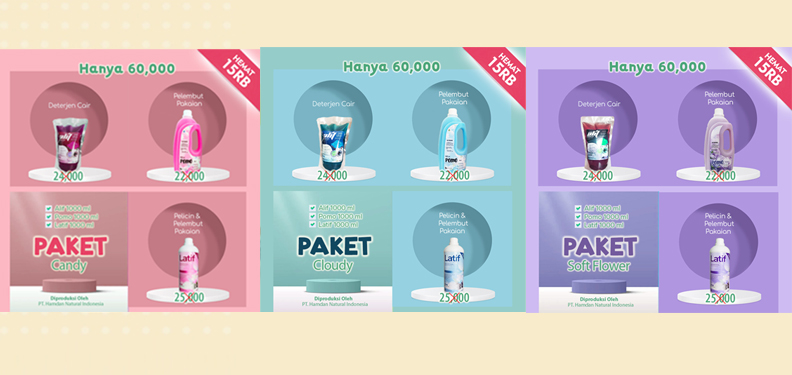 Hanya 60,000
HEMAT
15RB
Deterjen Cair
24,000
Pelembut
Pakaian
22,000
Alif 1000 ml
Pomo 1000 ml
Latif 1000 ml
PAKET
Candy
Diproduksi Oleh
PT. Hamdan Natural Indonesia
Pelicin &
Pelembut
Pakaian
Latif
25,000
Hanya 60,000
HEMAT
15RB
Deterjen Cair
24,000
Pelembut
Pakaian
22,000
Alif 1000 ml
Pomo 1000 ml
Latif 1000 ml
PAKET
Cloudy
Diproduksi Oleh
PT. Hamdan Natural Indonesia
Pelicin &
Pelembut
Pakaian
Latif
25,000
Hanya 60,000
HEMAT
15RB
Deterjen Cair
24,000
Pelembut
Pakaian
22,000
Alif 1000 ml
Pomo 1000 ml
Latif 1000 ml
PAKET
Soft Flower
Diproduksi Oleh
PT. Hamdan Natural Indonesia
Pelicin &
Pelembut
Pakaian
Latif
25,000